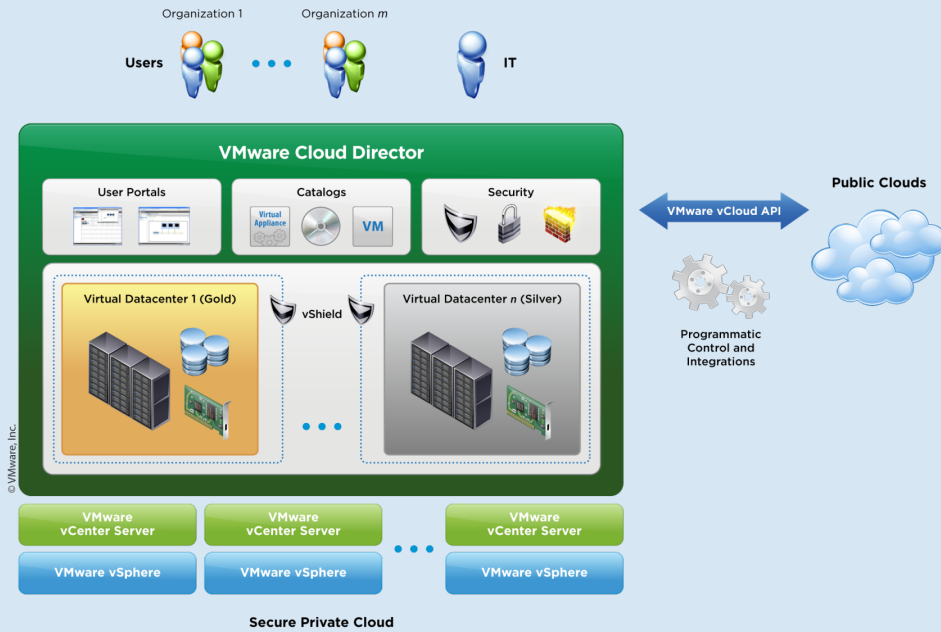 Organization 1
Organization m
Users
IT
VMware Cloud Director
User Portals
Catalogs
Security
Virtual
Appliance
VM
Public Clouds
VMware vCloud API
Virtual Datacenter 1 (Gold)
vShield
Virtual Datacenter n (Silver)
Programmatic
Control and
Integrations
© VMware, Inc.
VMware
vCenter Server
VMware
vCenter Server
VMware
vCenter Server
VMware vSphere
VMware vSphere
VMware vSphere
Secure Private Cloud